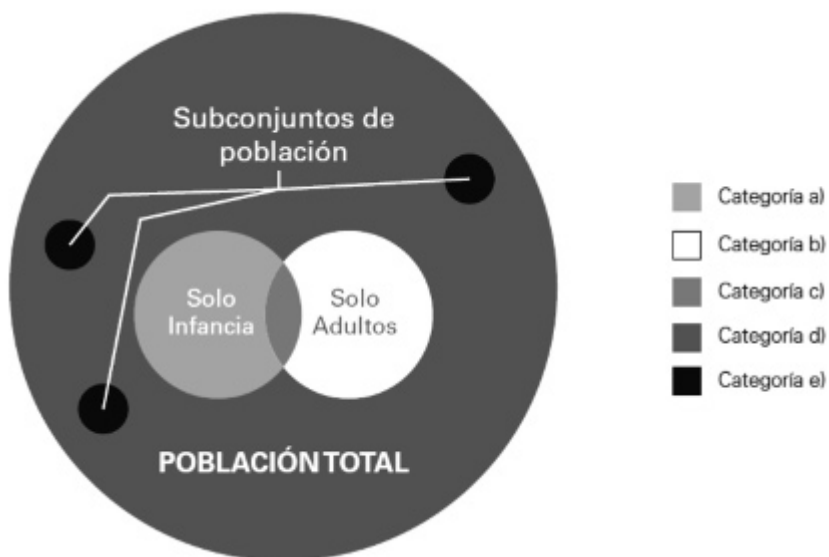 Subconjuntos de
población
Solo
Infancia
Solo
Adultos
POBLACIÓN TOTAL
Categoría a)
Categoría b)
Categoría c)
Categoría d)
Categoría e)